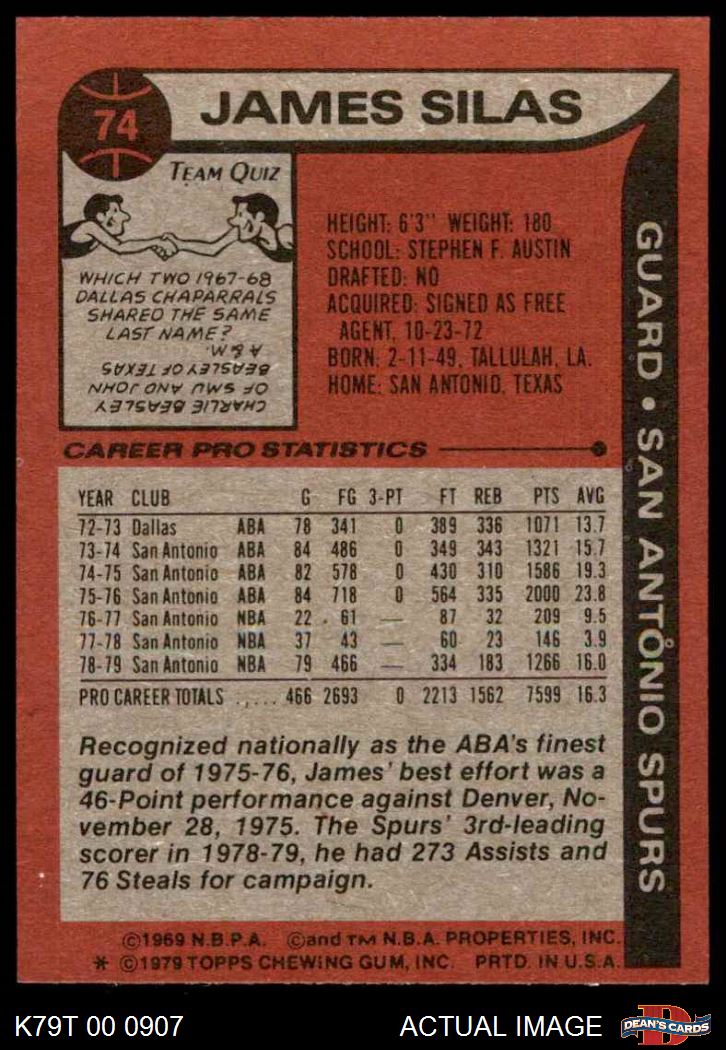 74
JAMES SILAS
TEAM QUIZ
WHICH TWO 1967-68
DALLAS CHAPARRALS
SHARED THE SAME
LAST NAME?
CHARLIE BEASLEY
OF SMU AND JOHN
BEASLEY OF TEXAS
A & M.
HEIGHT: 6'3" WEIGHT: 180
SCHOOL: STEPHEN F. AUSTIN
DRAFTED: NO
ACQUIRED: SIGNED AS FREE
AGENT, 10-23-72
BORN: 2-11-49, TALLULAH, LA.
HOME: SAN ANTONIO, TEXAS
GUARD • SAN ANTONIO SPURS
CAREER PRO STATISTICS
YEAR CLUB G FG 3-PT FT REB PTS AVG
72-73 Dallas ABA 78 341 0 389 336 1071 13.7
73-74 San Antonio ABA 84 486 0 349 343 1321 15.7
74-75 San Antonio ABA 82 578 0 430 310 1586 19.3
75-76 San Antonio ABA 84 718 0 564 335 2000 23.8
76-77 San Antonio NBA 22 61 — 87 32 209 9.5
77-78 San Antonio NBA 37 43 — 60 23 146 3.9
78-79 San Antonio NBA 79 466 — 334 183 1266 16.0
PRO CAREER TOTALS ..... 466 2693 0 2213 1562 7599 16.3
Recognized nationally as the ABA's finest
guard of 1975-76, James' best effort was a
46-Point performance against Denver, No-
vember 28, 1975. The Spurs' 3rd-leading
scorer in 1978-79, he had 273 Assists and
76 Steals for campaign.
©1969 N.B.P.A. ©and TM N.B.A. PROPERTIES, INC.
* ©1979 TOPPS CHEWING GUM, INC. PRTD. IN U.S.A.
K79T 00 0907
ACTUAL IMAGE
D
DEAN'S CARDS